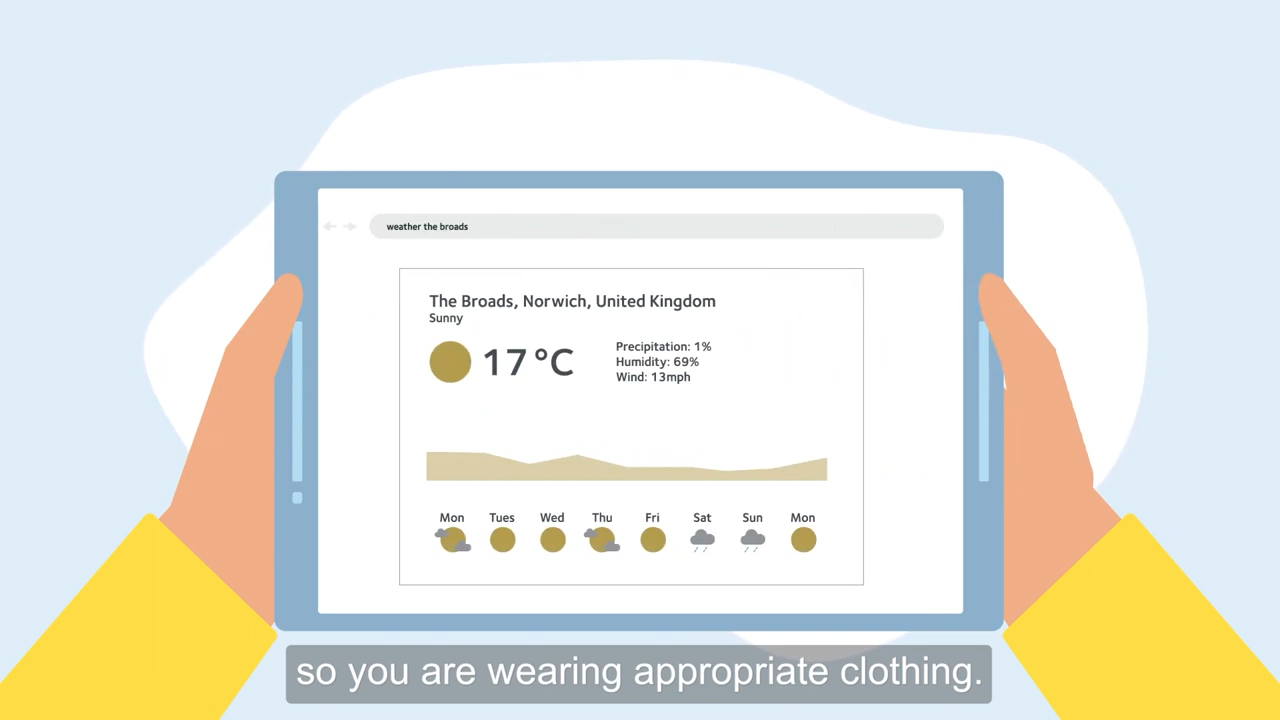 weather the broads
The Broads, Norwich, United Kingdom
Sunny
17°C
Precipitation: 1%
Humidity: 69%
Wind: 13mph
Mon Tues Wed Thu Fri Sat Sun Mon
so you are wearing appropriate clothing.